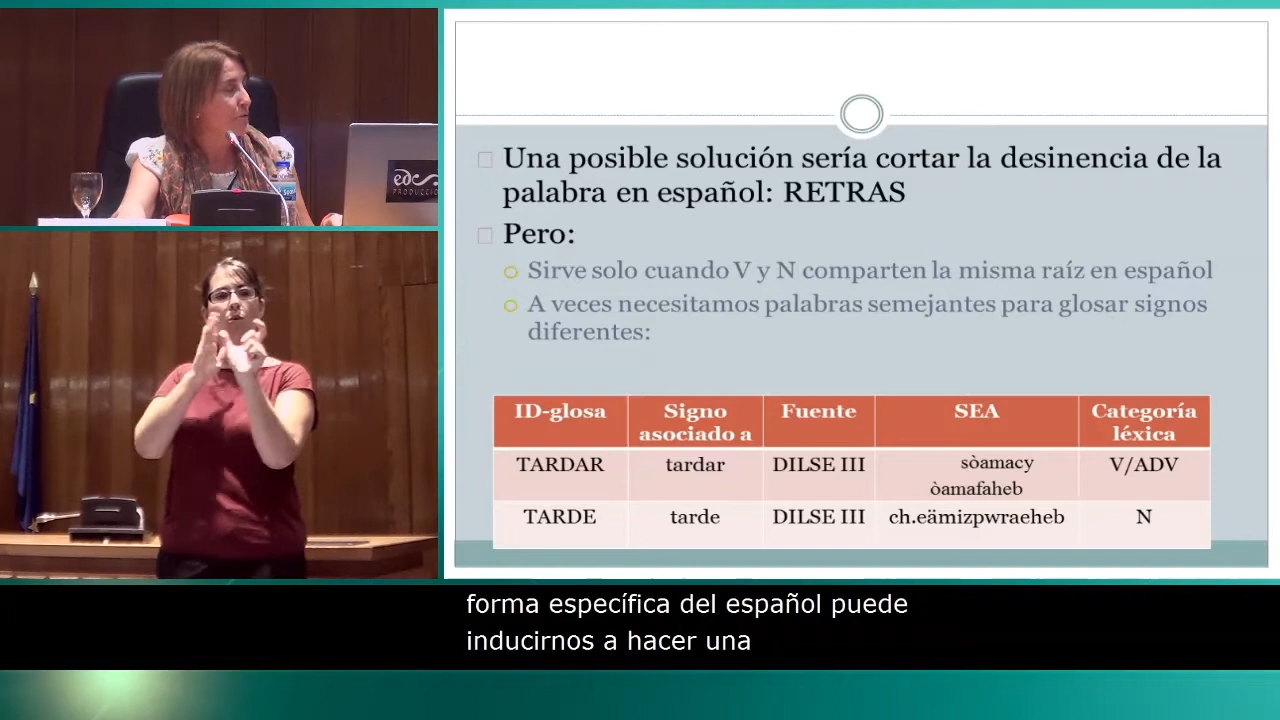 edc
PRODUCCIO
Una posible solución sería cortar la desinencia de la
palabra en español: RETRAS
Pero:
Sirve solo cuando V y N comparten la misma raíz en español
A veces necesitamos palabras semejantes para glosar signos
diferentes:
ID-glosa Signo asociado a Fuente SEA Categoría léxica
TARDAR tardar DILSE III sòamacy òamafaheb V/ADV
TARDE tarde DILSE III ch.eämizpwraeheb N
forma específica del español puede
inducirnos a hacer una